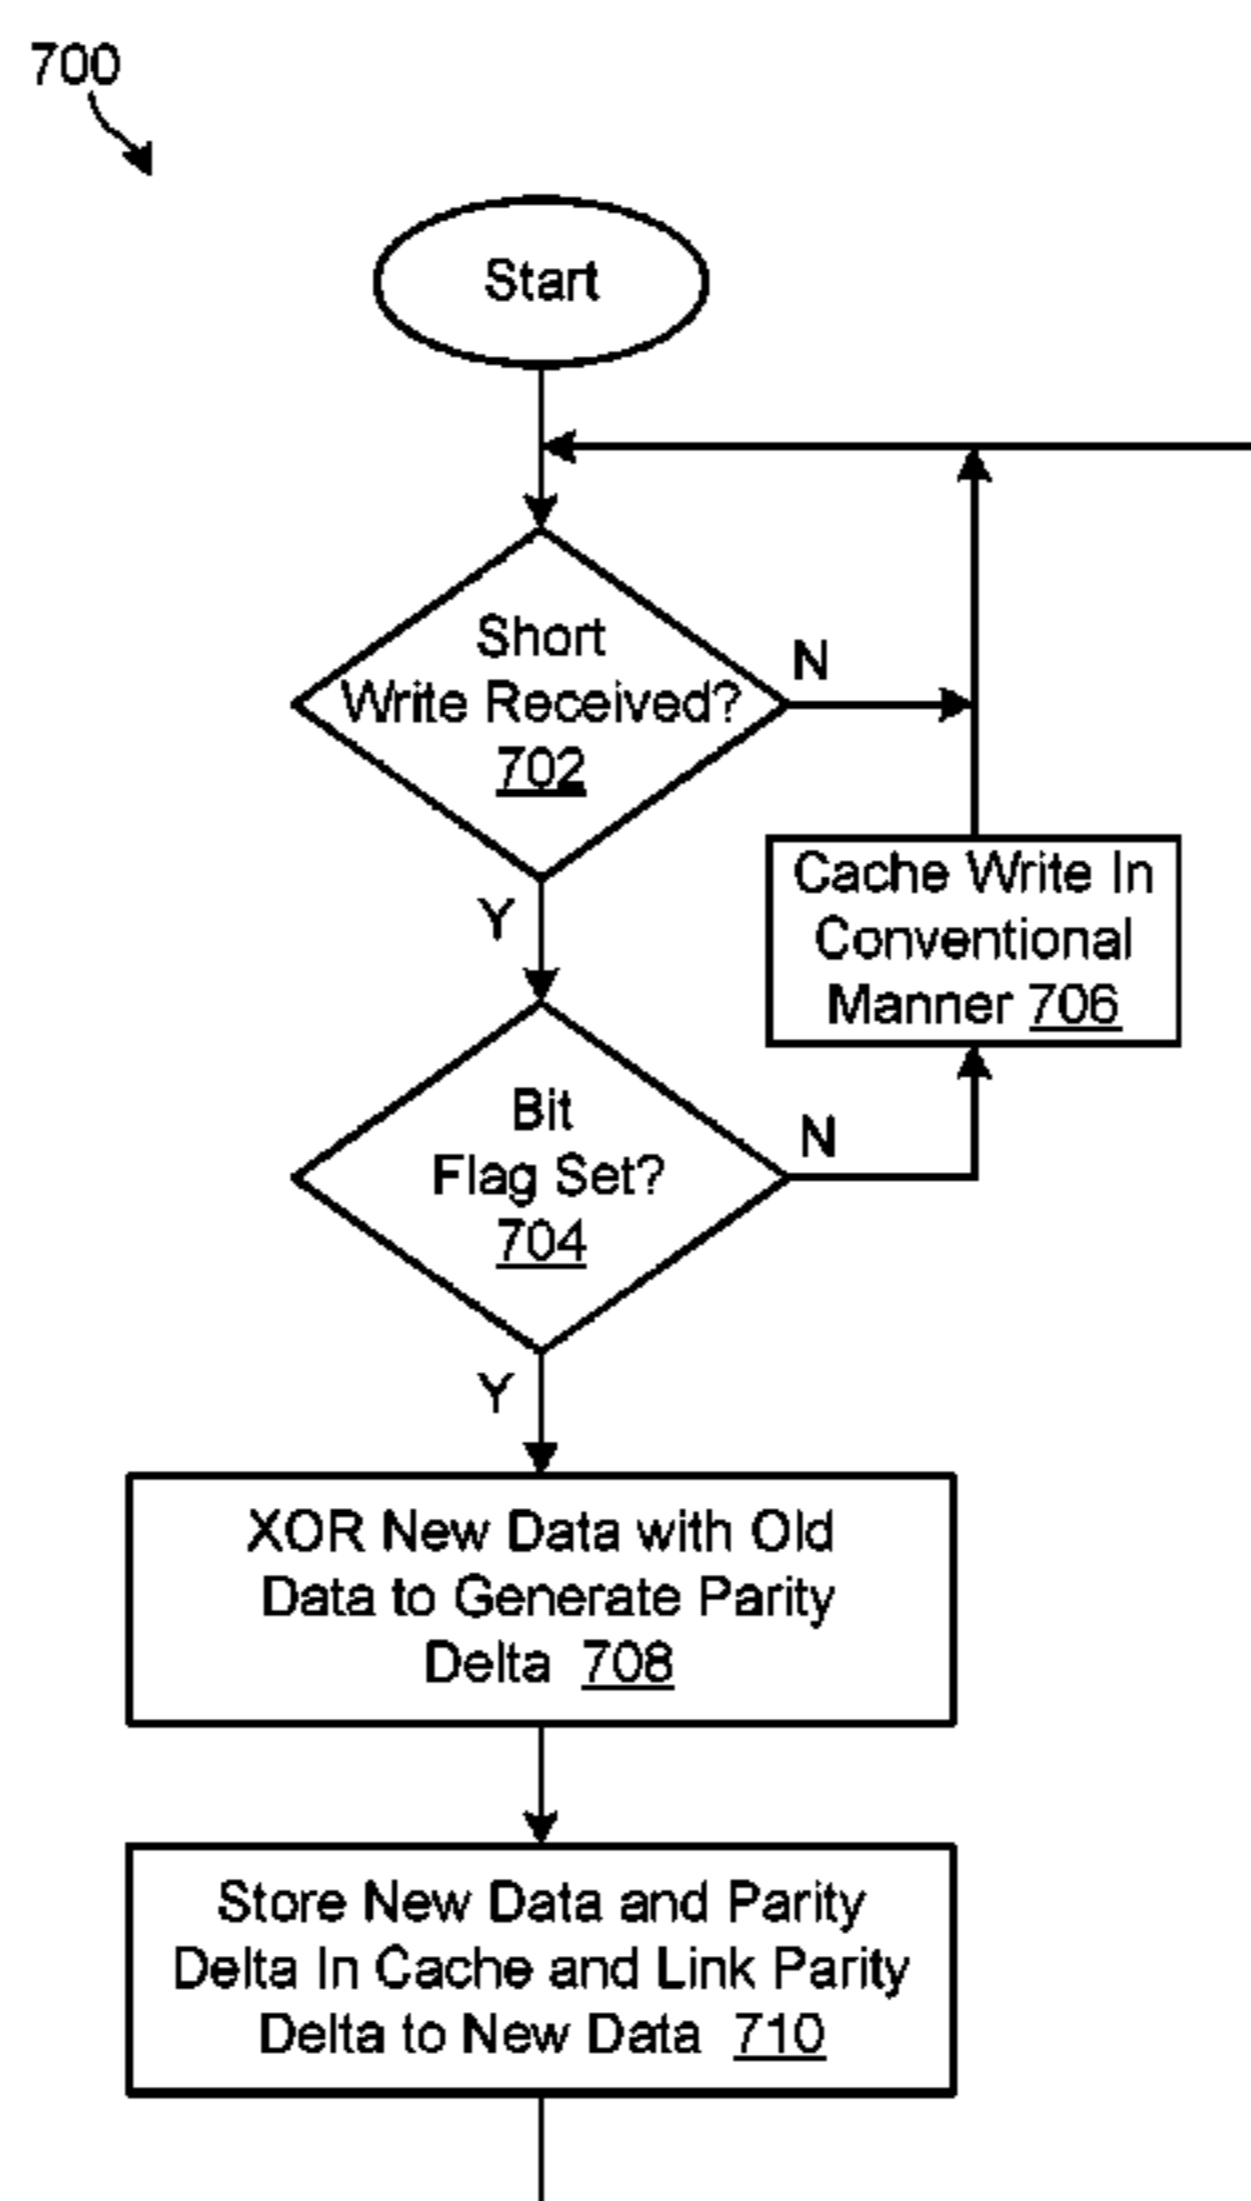 700
Start
Short
Write Received?
702
N
Y
Cache Write In
Conventional
Manner 706
Bit
Flag Set?
704
N
Y
XOR New Data with Old
Data to Generate Parity
Delta 708
Store New Data and Parity
Delta In Cache and Link Parity
Delta to New Data 710